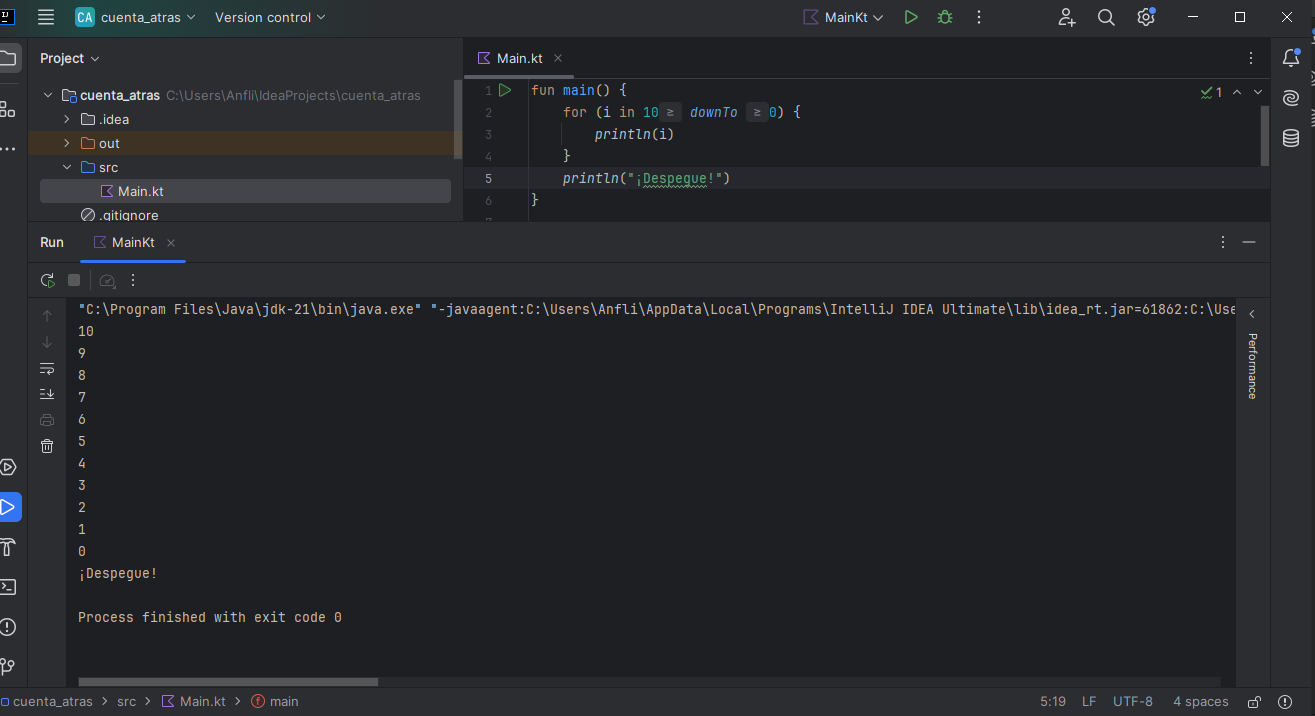 IJ
CA cuenta_atras Version control MainKt
Project
Main.kt
cuenta_atras C:\Users\Anfli\IdeaProjects\cuenta_atras
.idea
out
src
Main.kt
.gitignore
1 fun main() {
2 for (i in 10 ≥ downTo ≥ 0) {
3 println(i)
4 }
5 println("¡Despegue!")
6 }
7
1
Run MainKt
"C:\Program Files\Java\jdk-21\bin\java.exe" "-javaagent:C:\Users\Anfli\AppData\Local\Programs\IntelliJ IDEA Ultimate\lib\idea_rt.jar=61862:C:\Use
10
9
8
7
6
5
4
3
2
1
0
¡Despegue!
Process finished with exit code 0
Performance
cuenta_atras > src > Main.kt > f main 5:19 LF UTF-8 4 spaces